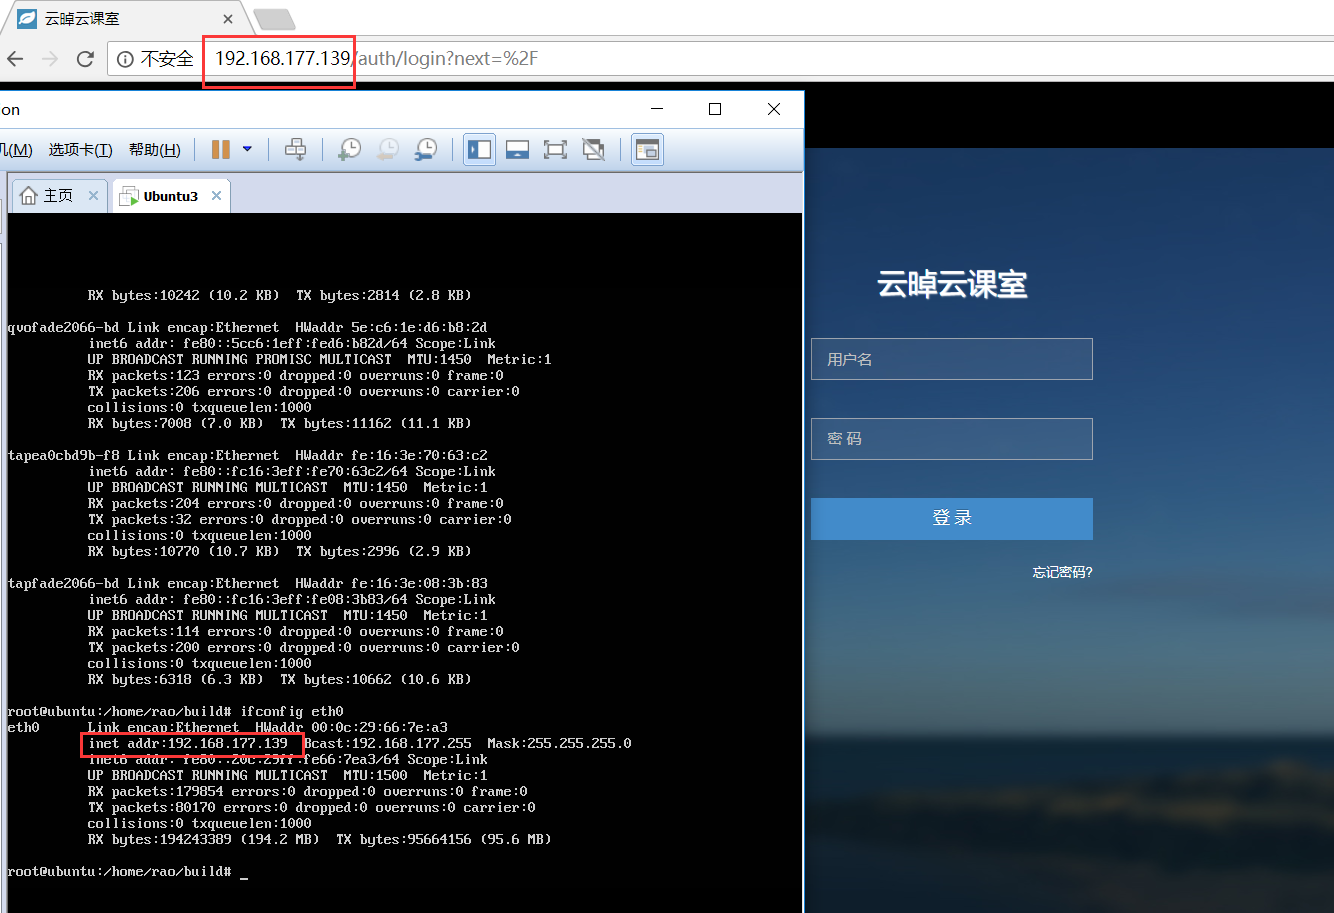 云晫云课室
不安全 192.168.177.139/auth/login?next=%2F
on
机(M) 选项卡(T) 帮助(H)
主页 Ubuntu3
RX bytes:10242 (10.2 KB)  TX bytes:2814 (2.8 KB)
qvofade2066-bd Link encap:Ethernet  HWaddr 5e:c6:1e:d6:b8:2d
inet6 addr: fe80::5cc6:1eff:fed6:b82d/64 Scope:Link
UP BROADCAST RUNNING PROMISC MULTICAST  MTU:1450  Metric:1
RX packets:123 errors:0 dropped:0 overruns:0 frame:0
TX packets:206 errors:0 dropped:0 overruns:0 carrier:0
collisions:0 txqueuelen:1000
RX bytes:7008 (7.0 KB)  TX bytes:11162 (11.1 KB)
tapea0cbd9b-f8 Link encap:Ethernet  HWaddr fe:16:3e:70:63:c2
inet6 addr: fe80::fc16:3eff:fe70:63c2/64 Scope:Link
UP BROADCAST RUNNING MULTICAST  MTU:1450  Metric:1
RX packets:204 errors:0 dropped:0 overruns:0 frame:0
TX packets:32 errors:0 dropped:0 overruns:0 carrier:0
collisions:0 txqueuelen:1000
RX bytes:10770 (10.7 KB)  TX bytes:2996 (2.9 KB)
tapfade2066-bd Link encap:Ethernet  HWaddr fe:16:3e:08:3b:83
inet6 addr: fe80::fc16:3eff:fe08:3b83/64 Scope:Link
UP BROADCAST RUNNING MULTICAST  MTU:1450  Metric:1
RX packets:114 errors:0 dropped:0 overruns:0 frame:0
TX packets:200 errors:0 dropped:0 overruns:0 carrier:0
collisions:0 txqueuelen:1000
RX bytes:6318 (6.3 KB)  TX bytes:10662 (10.6 KB)
root@ubuntu:/home/rao/build# ifconfig eth0
eth0 Link encap:Ethernet  HWaddr 00:0c:29:66:7e:a3
inet addr:192.168.177.139  Bcast:192.168.177.255  Mask:255.255.255.0
inet6 addr: fe80::20c:29ff:fe66:7ea3/64 Scope:Link
UP BROADCAST RUNNING MULTICAST  MTU:1500  Metric:1
RX packets:179854 errors:0 dropped:0 overruns:0 frame:0
TX packets:80170 errors:0 dropped:0 overruns:0 carrier:0
collisions:0 txqueuelen:1000
RX bytes:194243389 (194.2 MB)  TX bytes:95664156 (95.6 MB)
root@ubuntu:/home/rao/build# _
云晫云课室
用户名
密 码
登 录
忘记密码?